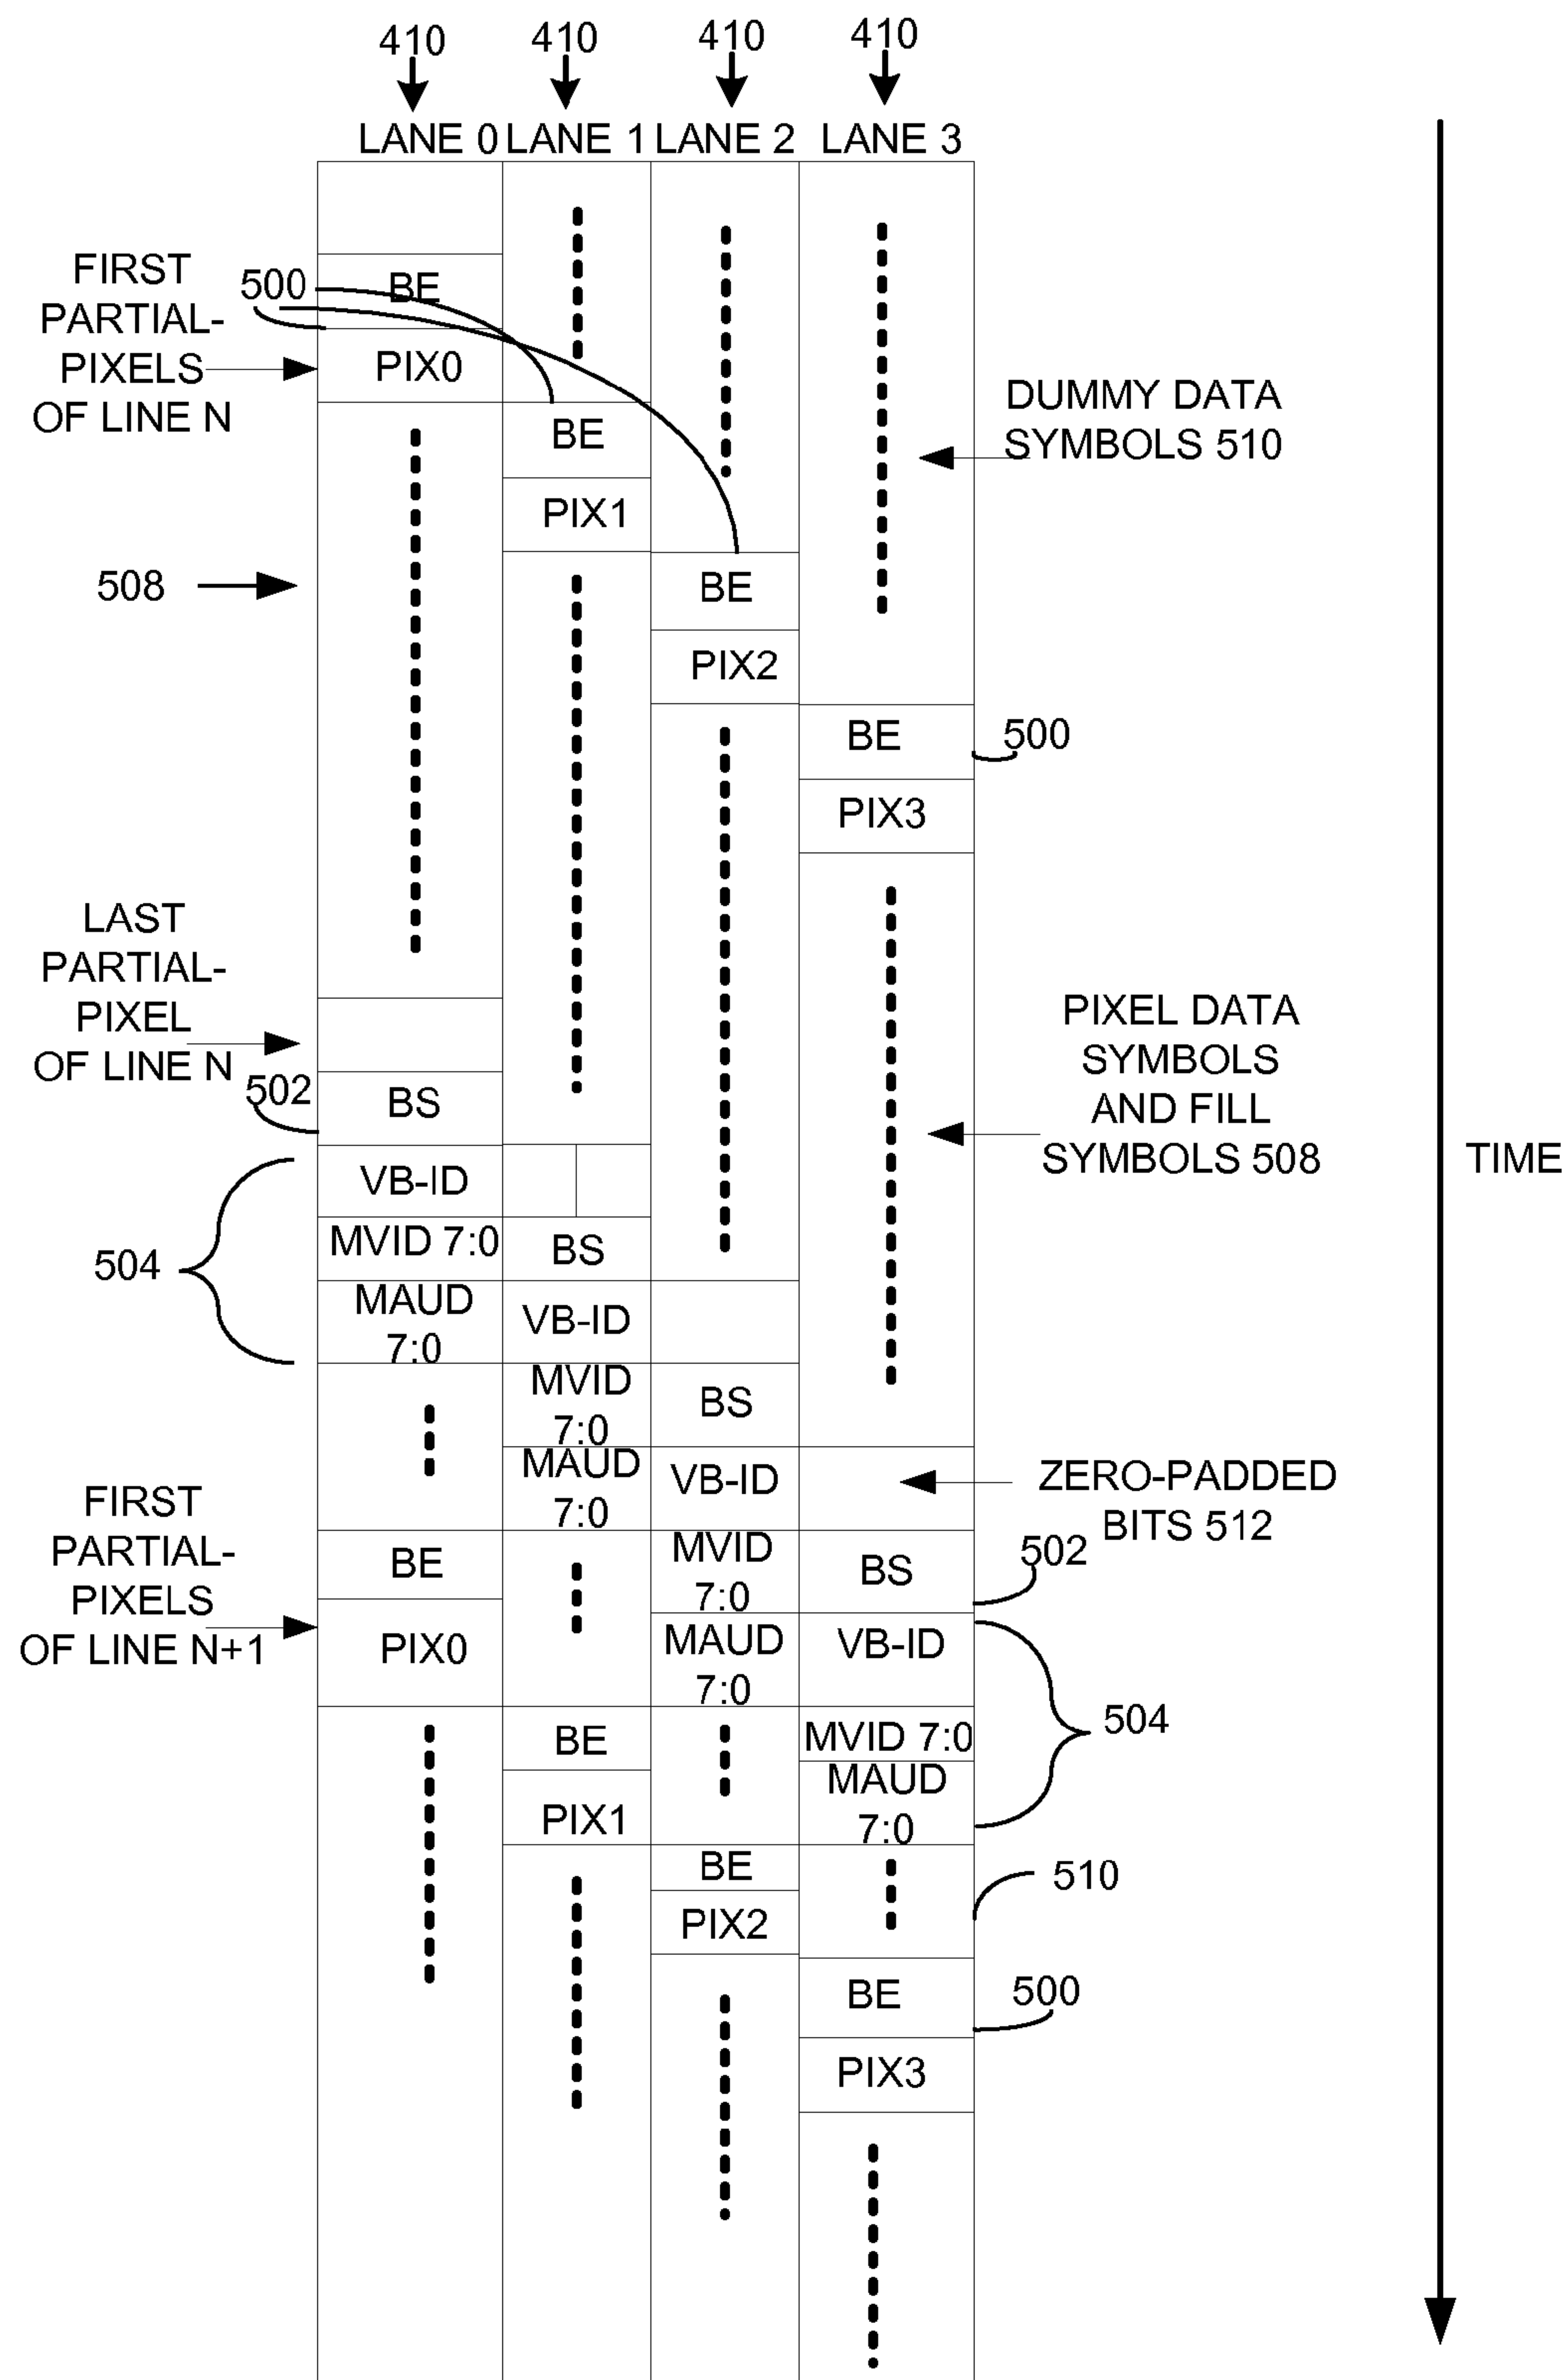 410 410 410 410
LANE 0 LANE 1 LANE 2 LANE 3
FIRST
PARTIAL-
PIXELS
OF LINE N
500
BE
PIX0
BE
PIX1
DUMMY DATA
SYMBOLS 510
508
BE
PIX2
BE
500
PIX3
LAST
PARTIAL-
PIXEL
OF LINE N
502
BS
PIXEL DATA
SYMBOLS
AND FILL
SYMBOLS 508
TIME
504
VB-ID
MVID 7:0
BS
MAUD
7:0
VB-ID
MVID
7:0
BS
MAUD
7:0
VB-ID
ZERO-PADDED
BITS 512
FIRST
PARTIAL-
PIXELS
OF LINE N+1
BE
PIX0
MVID
7:0
BS
502
MAUD
7:0
VB-ID
504
BE
PIX1
MVID 7:0
MAUD
7:0
BE
PIX2
510
BE
500
PIX3